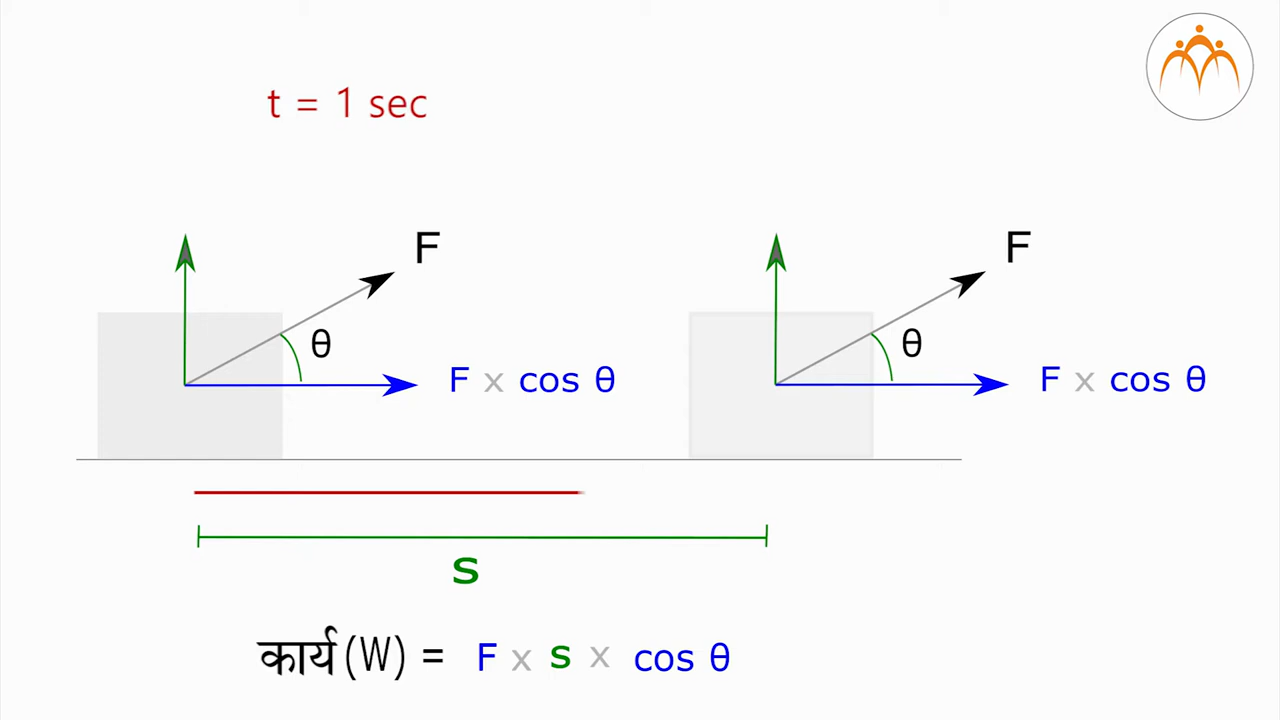 t = 1 sec
F
F
θ
θ
F x cos θ
F x cos θ
s
कार्य (W) = F x s x cos θ